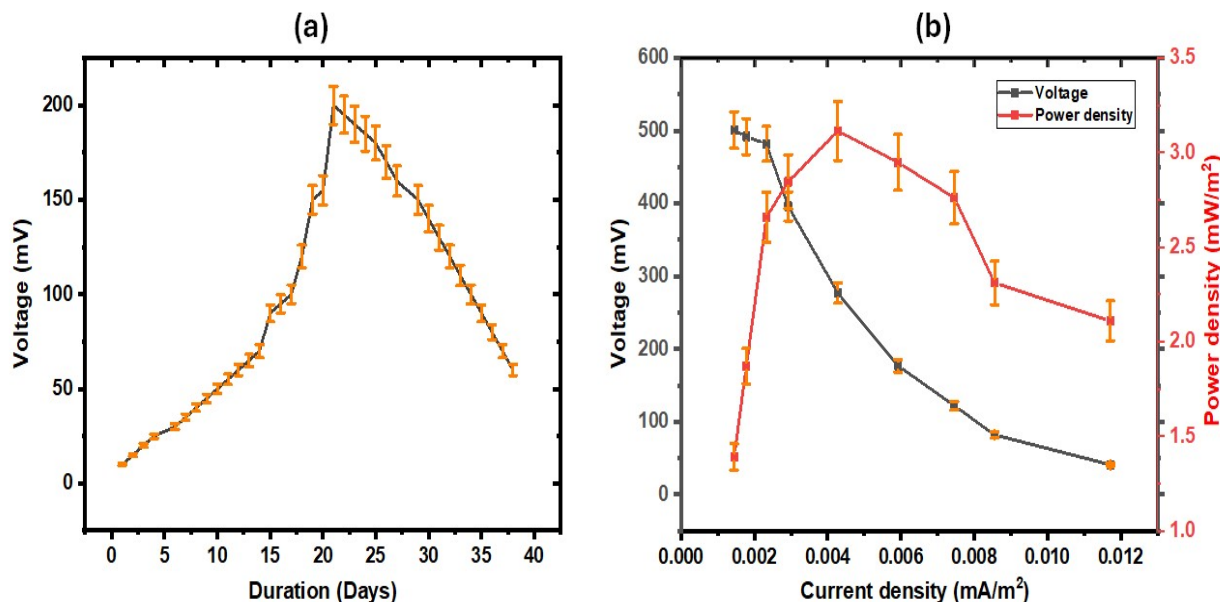 (a)
Voltage (mV)
200
150
100
50
0
0 5 10 15 20 25 30 35 40
Duration (Days)
(b)
Voltage (mV)
600
500
400
300
200
100
0
Voltage
Power density
3.5
3.0
2.5
2.0
1.5
1.0
Power density (mW/m²)
0.000 0.002 0.004 0.006 0.008 0.010 0.012
Current density (mA/m²)